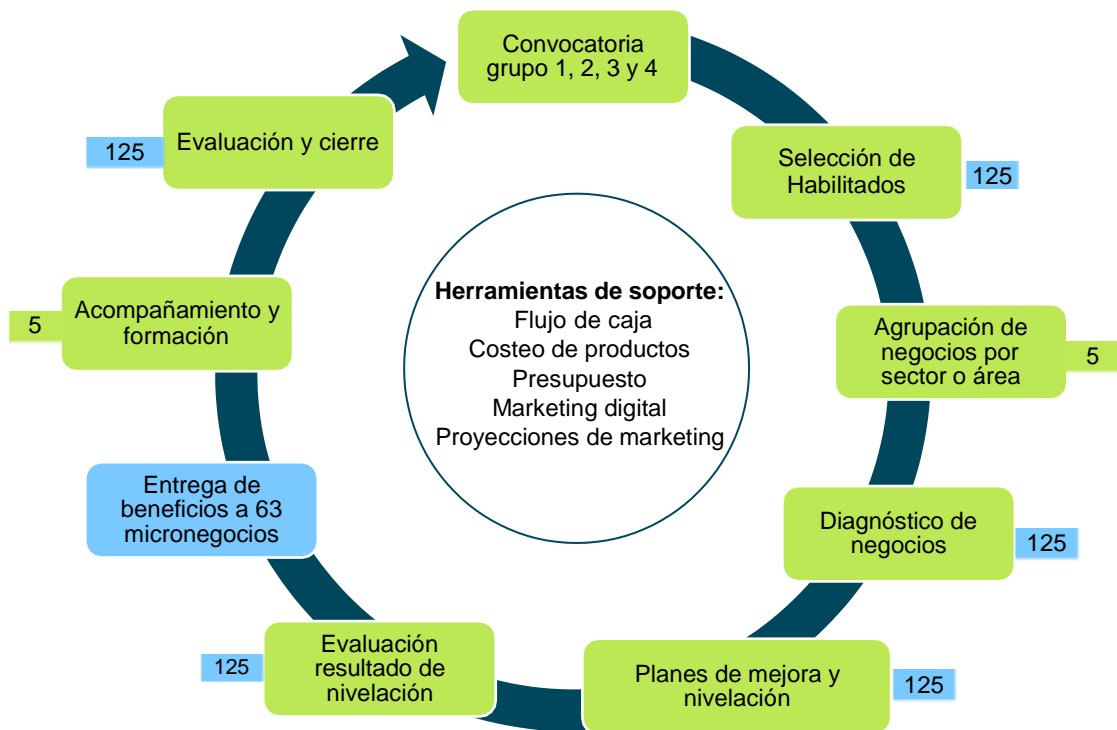 Convocatoria
grupo 1, 2, 3 y 4
Selección de
Habilitados
125
Agrupación de
negocios por
sector o área
5
Diagnóstico de
negocios
125
Planes de mejora y
nivelación
125
Evaluación
resultado de
nivelación
125
Entrega de
beneficios a 63
micronegocios
Acompañamiento y
formación
5
Evaluación y cierre
125
Herramientas de soporte:
Flujo de caja
Costeo de productos
Presupuesto
Marketing digital
Proyecciones de marketing